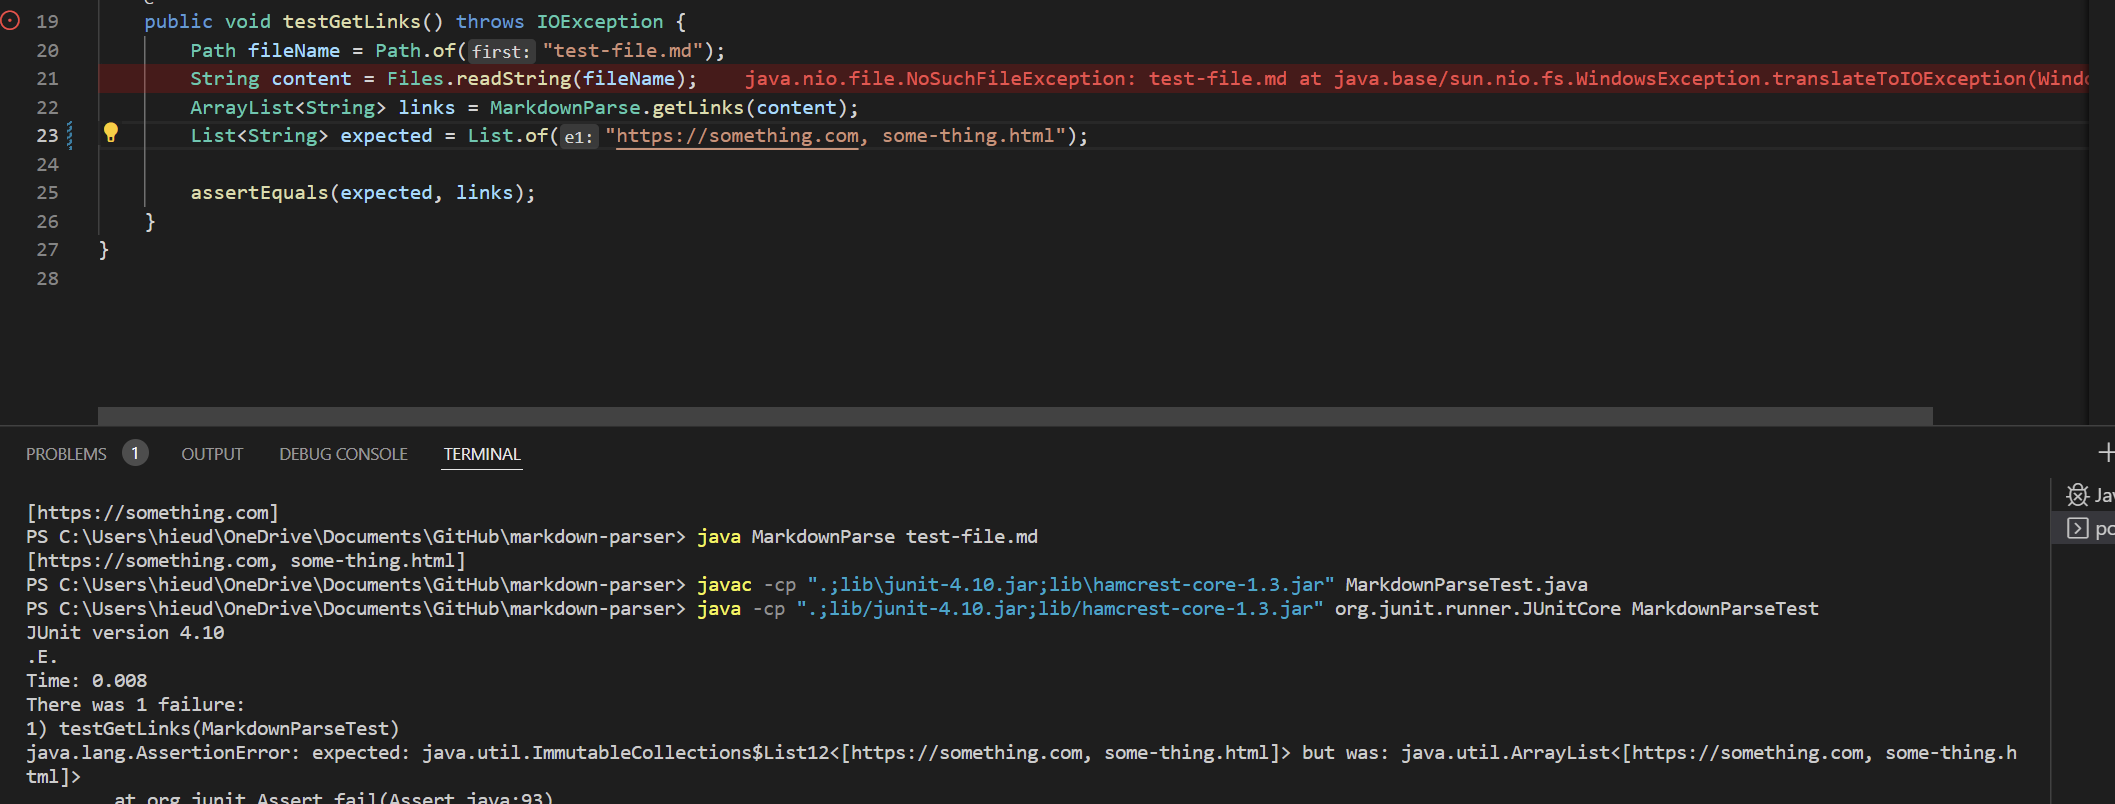 19 public void testGetLinks() throws IOException {
20 Path fileName = Path.of(first: "test-file.md");
21 String content = Files.readString(fileName); java.nio.file.NoSuchFileException: test-file.md at java.base/sun.nio.fs.WindowsException.translateToIOException(Windo
22 ArrayList<String> links = MarkdownParse.getLinks(content);
23 List<String> expected = List.of(e1: "https://something.com, some-thing.html");
24
25 assertEquals(expected, links);
26 }
27 }
28
PROBLEMS 1 OUTPUT DEBUG CONSOLE TERMINAL
[https://something.com]
PS C:\Users\hieud\OneDrive\Documents\GitHub\markdown-parser> java MarkdownParse test-file.md
[https://something.com, some-thing.html]
PS C:\Users\hieud\OneDrive\Documents\GitHub\markdown-parser> javac -cp ".;lib\junit-4.10.jar;lib\hamcrest-core-1.3.jar" MarkdownParseTest.java
PS C:\Users\hieud\OneDrive\Documents\GitHub\markdown-parser> java -cp ".;lib/junit-4.10.jar;lib/hamcrest-core-1.3.jar" org.junit.runner.JUnitCore MarkdownParseTest
JUnit version 4.10
.E.
Time: 0.008
There was 1 failure:
1) testGetLinks(MarkdownParseTest)
java.lang.AssertionError: expected: java.util.ImmutableCollections$List12<[https://something.com, some-thing.html]> but was: java.util.ArrayList<[https://something.com, some-thing.h
tml]>
at org.junit.Assert.fail(Assert.java:93)
Jav
po